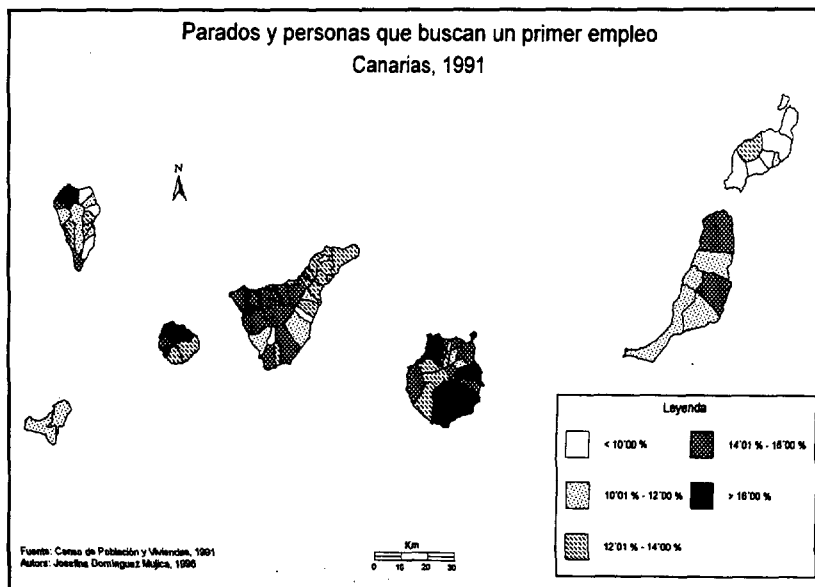 Parados y personas que buscan un primer empleo
Canarias, 1991
N
Leyenda
< 10'00 %
14'01 % - 16'00 %
10'01 % - 12'00 %
> 16'00 %
12'01 % - 14'00 %
Fuente: Censo de Población y Viviendas, 1991
Autora: Josefina Domínguez Mujica, 1996
Km
0 10 20 30